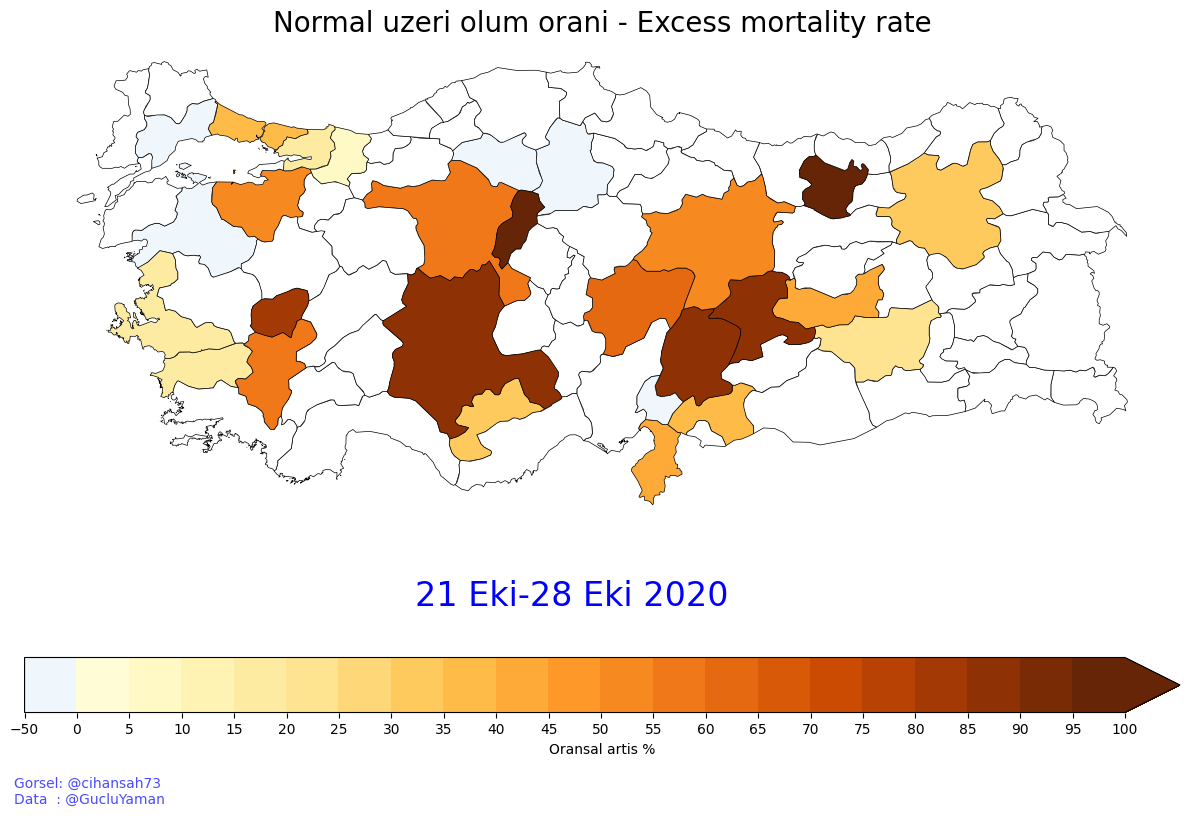 Normal uzeri olum orani - Excess mortality rate
21 Eki-28 Eki 2020
−50 0 5 10 15 20 25 30 35 40 45 50 55 60 65 70 75 80 85 90 95 100
Oransal artis %
Gorsel: @cihansah73
Data : @GucluYaman